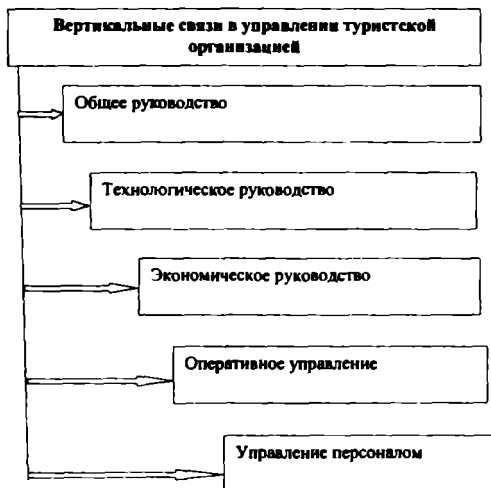 Вертикальные связи в управлении туристской
организацией
Общее руководство
Технологическое руководство
Экономическое руководство
Оперативное управление
Управление персоналом